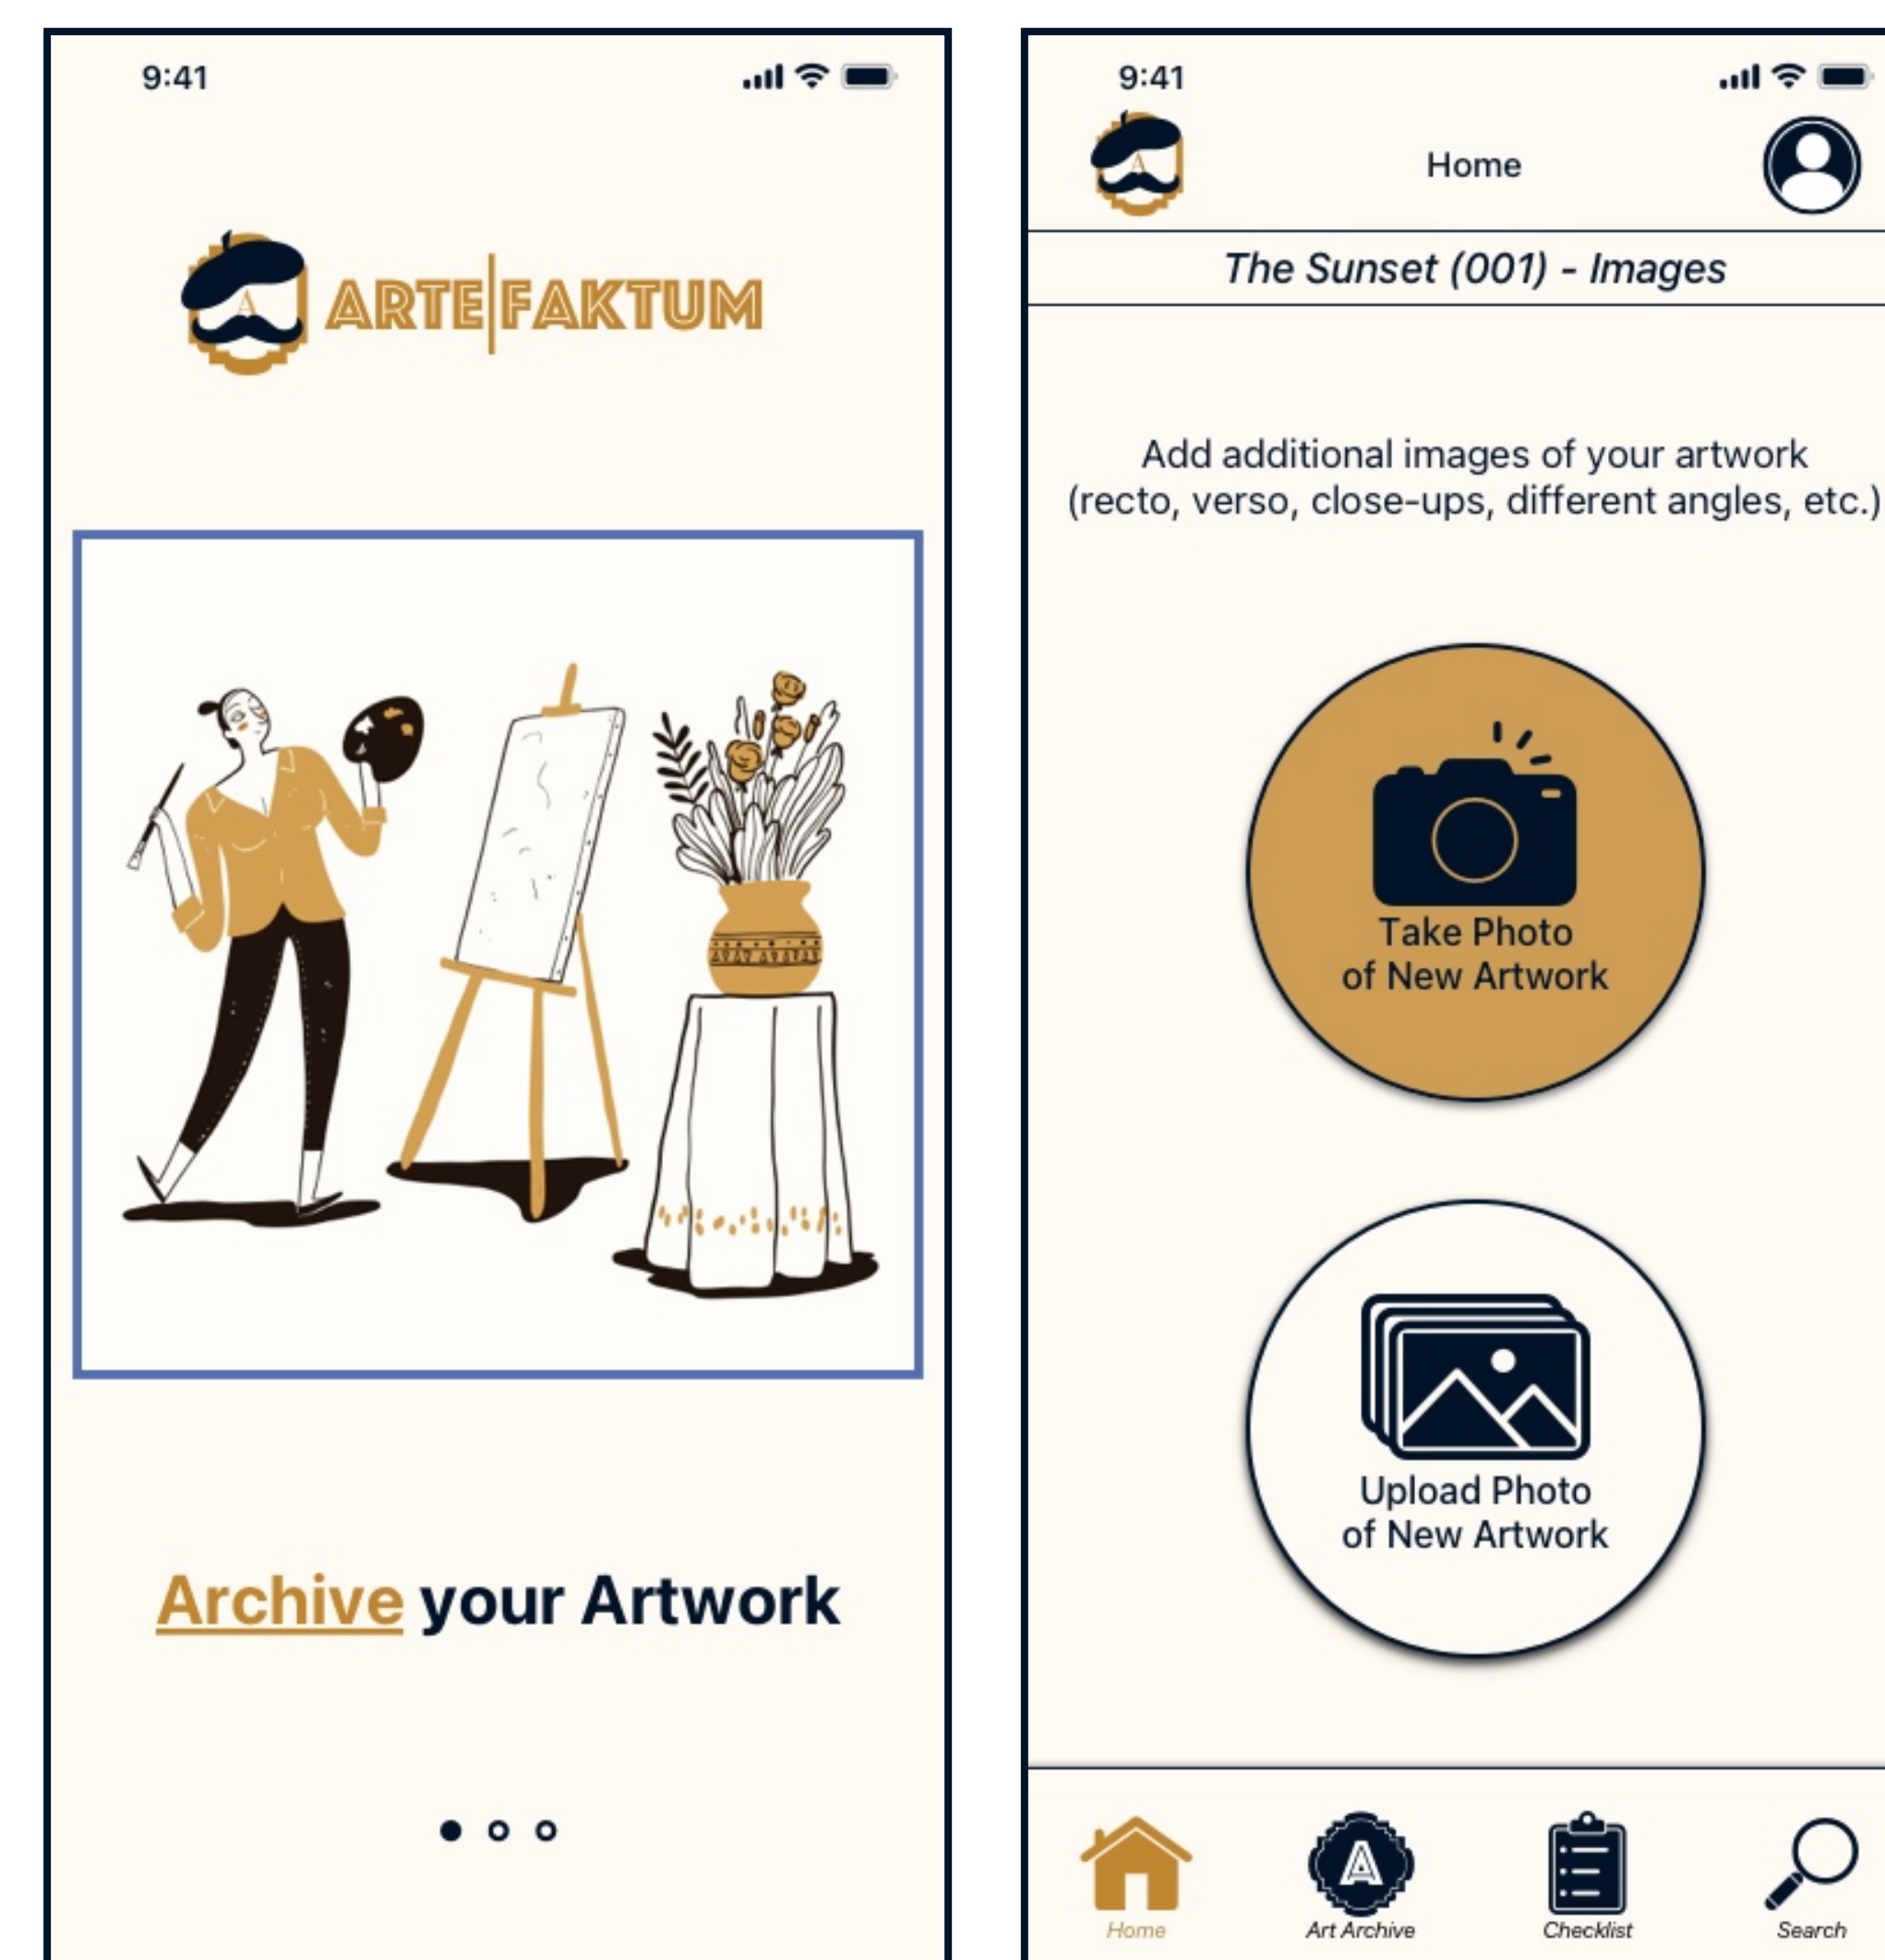 9:41
A
ARTE|FAKTUM
Archive your Artwork
9:41
A
Home
The Sunset (001) - Images
Add additional images of your artwork
(recto, verso, close-ups, different angles, etc.)
Take Photo
of New Artwork
Upload Photo
of New Artwork
A
Home
Art Archive
Checklist
Search